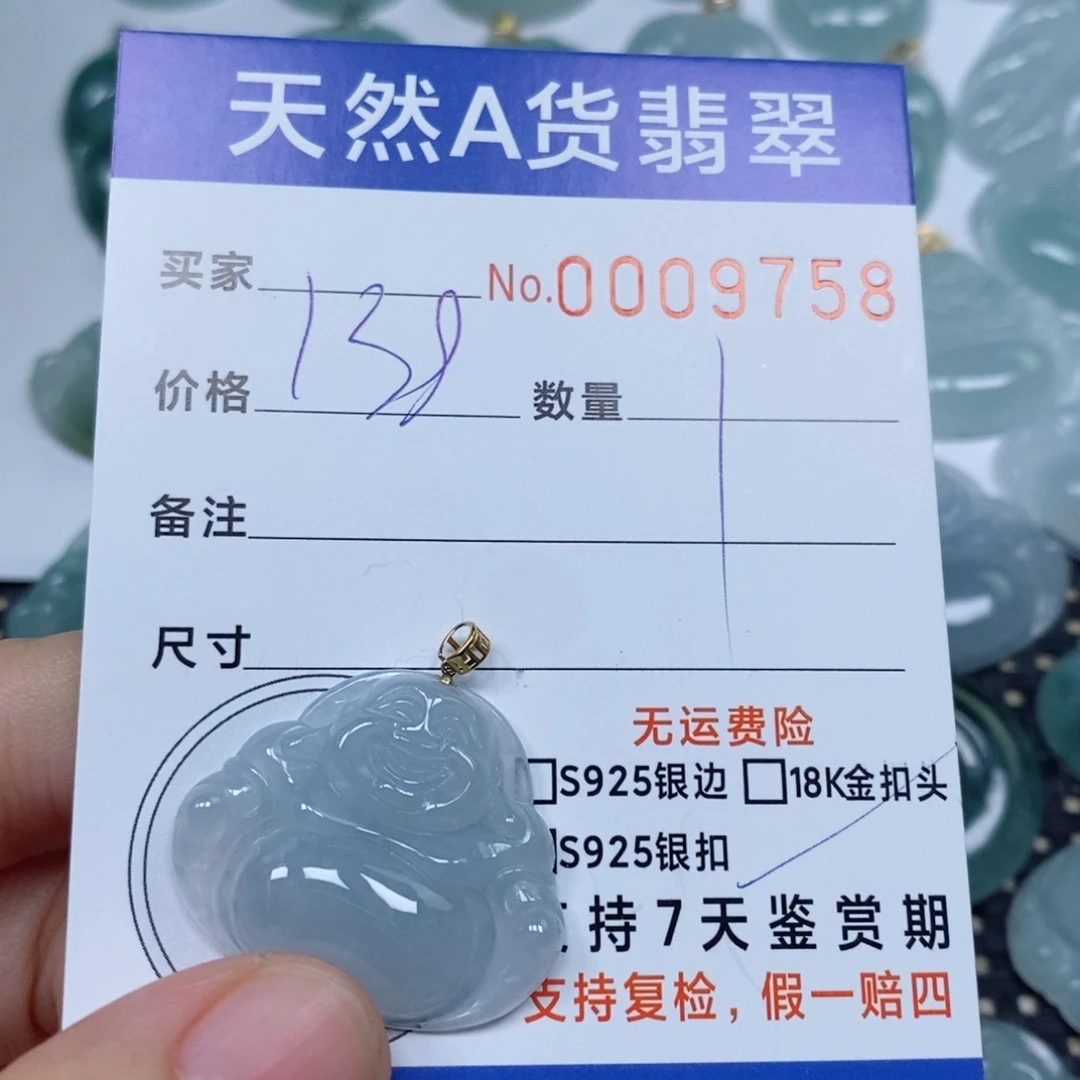 天然A货翡翠
买家 No.0009758
价格 138 数量 1
备注
尺寸
无运费险
□S925银边 □18K金扣头
S925银扣
支持7天鉴赏期
支持复检,假一赔四